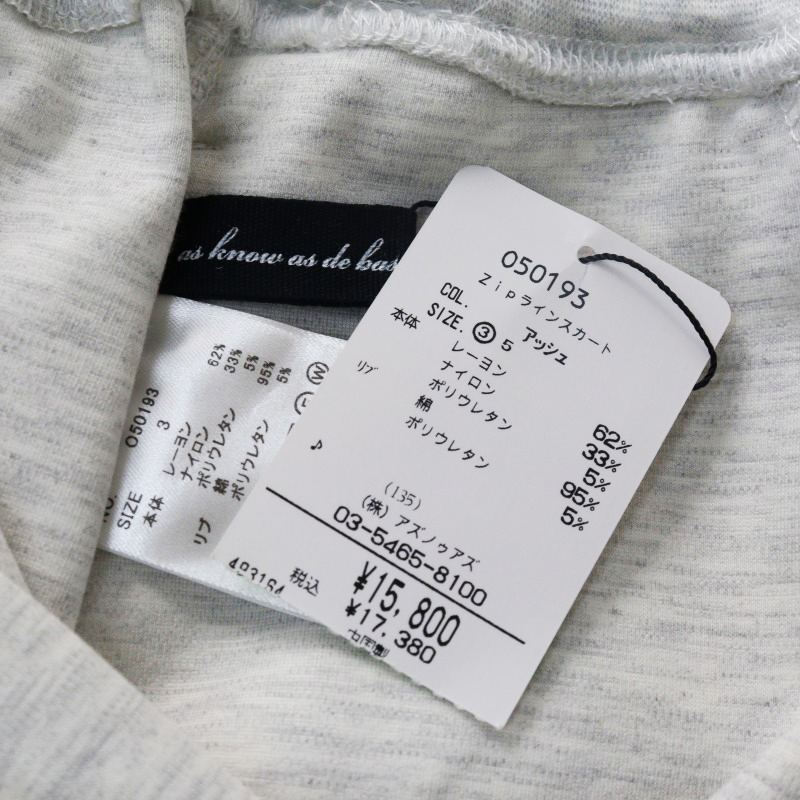 as know as de bas
050193
Zipラインスカート
COL. アッシュ
SIZE. ③ 5
本体 レーヨン 62%
ナイロン 33%
ポリウレタン 5%
リブ 綿 95%
ポリウレタン 5%
♪
(135)
(株) アズノゥアズ
03-5465-8100
¥15,800
税込 ¥17,380
050193
SIZE 3
本体 レーヨン 62%
ナイロン 33%
ポリウレタン 5%
リブ 綿 95%
ポリウレタン 5%